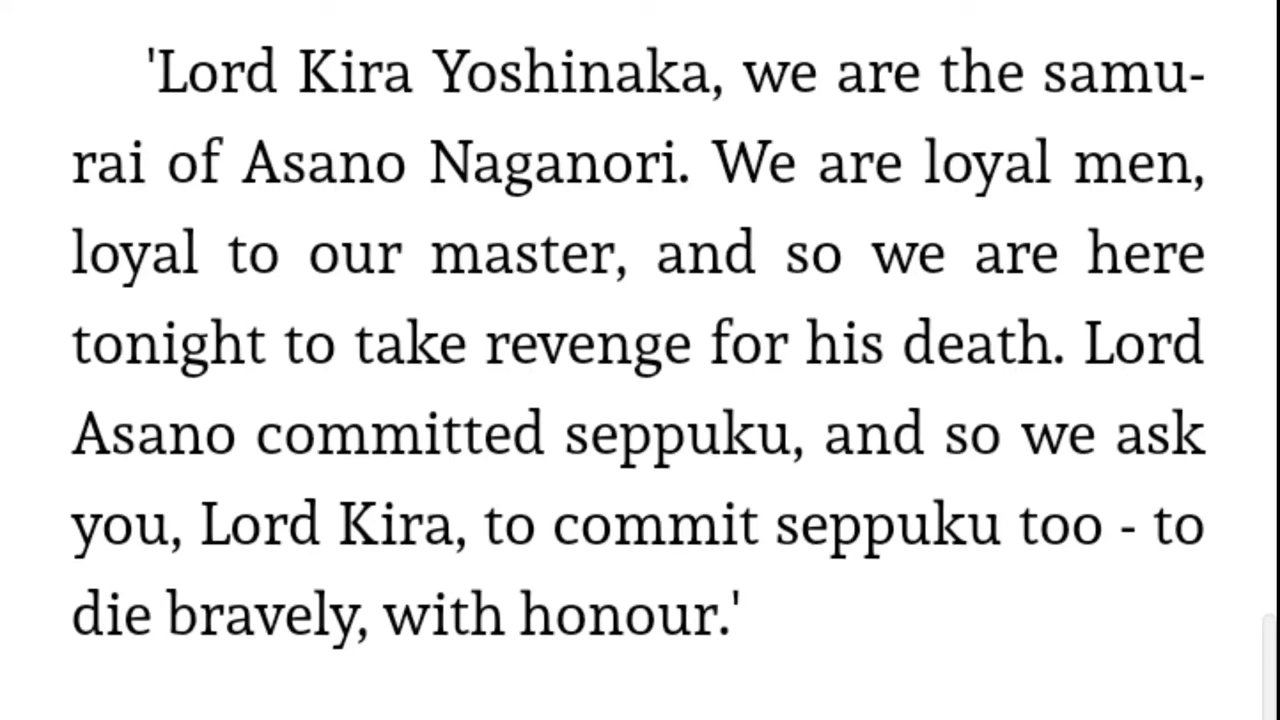 'Lord Kira Yoshinaka, we are the samu-
rai of Asano Naganori. We are loyal men,
loyal to our master, and so we are here
tonight to take revenge for his death. Lord
Asano committed seppuku, and so we ask
you, Lord Kira, to commit seppuku too - to
die bravely, with honour.'